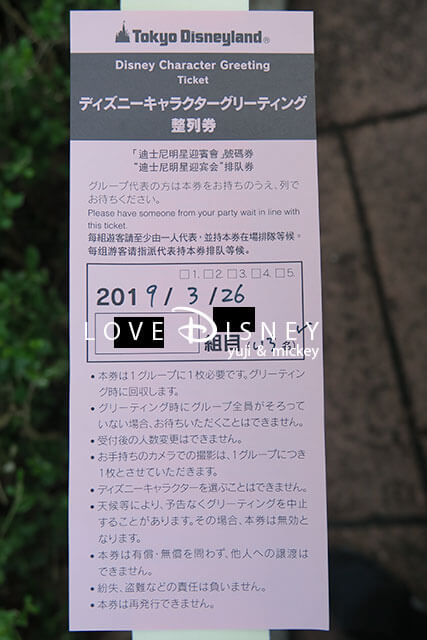 Tokyo Disneyland®
Disney Character Greeting
Ticket
ディズニーキャラクターグリーティング
整列券
「迪士尼明星迎賓會」號碼券
“迪士尼明星迎宾会”排队券
グループ代表の方は本券をお持ちのうえ、列で
お待ちください。
Please have someone from your party wait in line with
this ticket.
每組遊客請至少由一人代表，並持本券在場排隊等候。
每组游客请指派代表持本券排队等候。
□1. □2. □3. □4. □5.
2019/3/26
LOVE DISNEY
組目
yuji & mickey
•本券は1グループに1枚必要です。グリーティン
グ時に回収します。
•グリーティング時にグループ全員がそろって
いない場合、お待ちいただくことはできません。
•受付後の人数変更はできません。
•お手持ちのカメラでの撮影は、1グループにつき
1枚とさせていただきます。
•ディズニーキャラクターを選ぶことはできません。
•天候等により、予告なくグリーティングを中止
することがあります。その場合、本券は無効と
なります。
•本券は有償・無償を問わず、他人への譲渡は
できません。
•紛失、盗難などの責任は負いません。
•本券は再発行できません。